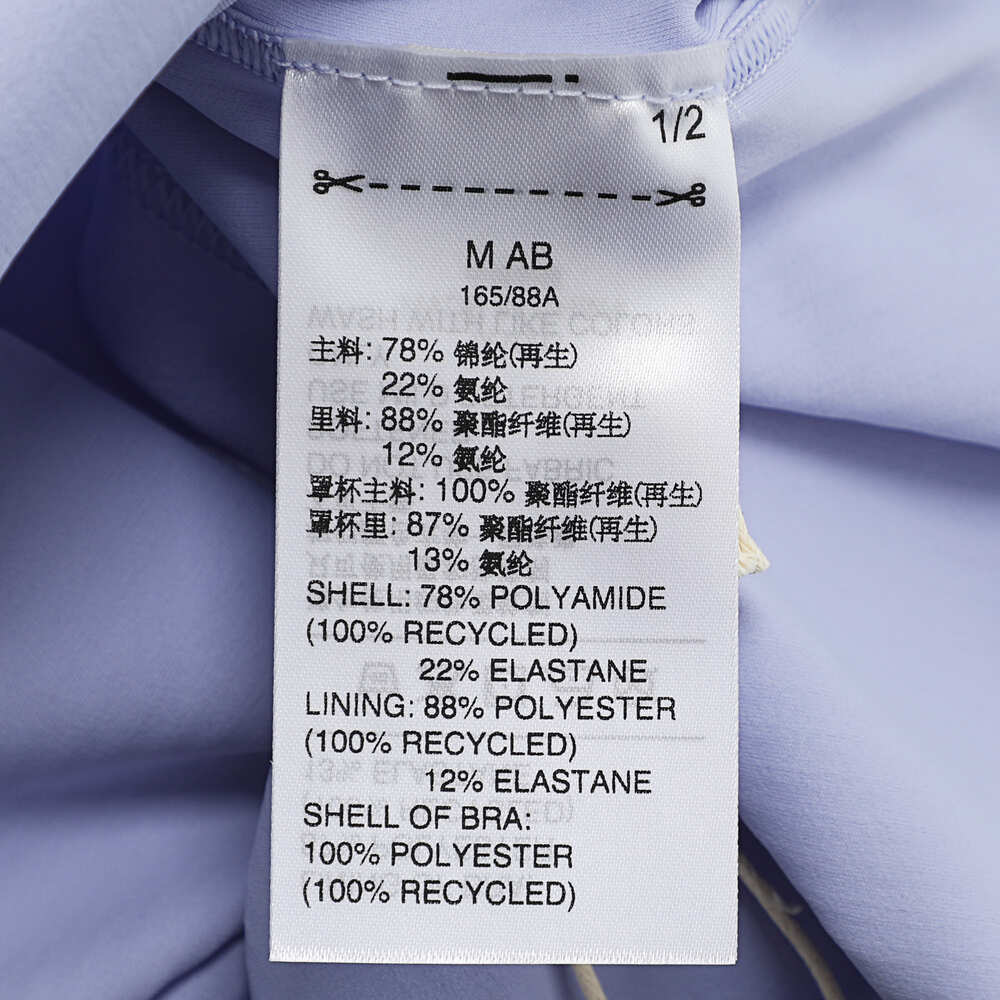 1/2
M AB
165/88A
主料: 78% 锦纶(再生)
22% 氨纶
里料: 88% 聚酯纤维(再生)
12% 氨纶
罩杯主料: 100% 聚酯纤维(再生)
罩杯里: 87% 聚酯纤维(再生)
13% 氨纶
SHELL: 78% POLYAMIDE
(100% RECYCLED)
22% ELASTANE
LINING: 88% POLYESTER
(100% RECYCLED)
12% ELASTANE
SHELL OF BRA:
100% POLYESTER
(100% RECYCLED)